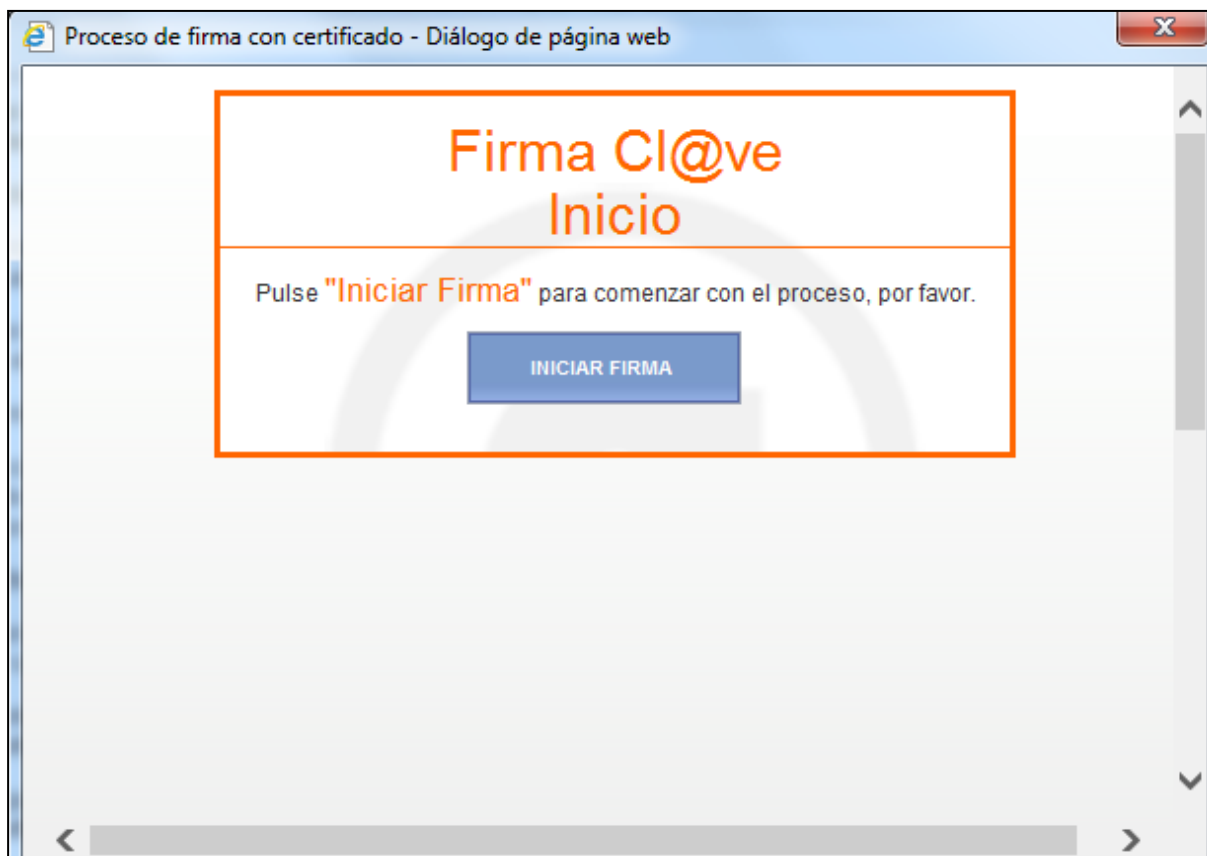 Proceso de firma con certificado - Diálogo de página web
Firma Cl@ve
Inicio
Pulse "Iniciar Firma" para comenzar con el proceso, por favor.
INICIAR FIRMA